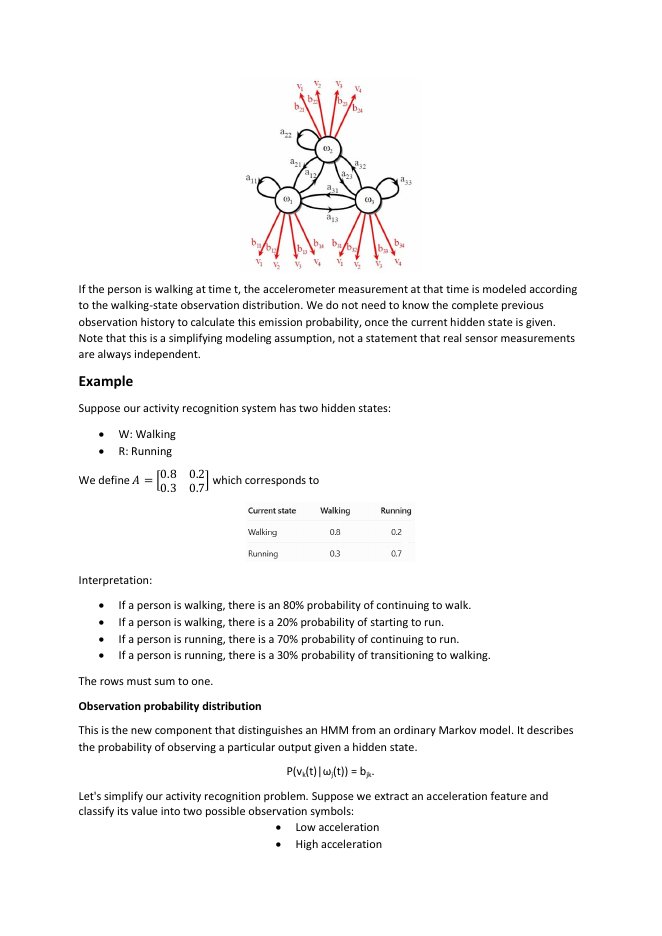 v₁ v₂ v₃ v₄
b₂₁ b₂₂ b₂₃ b₂₄
a₂₂ ω₂
a₂₁ a₁₂ a₂₃ a₃₂
a₁₁ ω₁ a₃₁ a₃₃
a₁₃
b₁₁ b₁₂ b₁₃ b₁₄ b₃₁ b₃₂ b₃₃ b₃₄
v₁ v₂ v₃ v₄ v₁ v₂ v₃ v₄
If the person is walking at time t, the accelerometer measurement at that time is modeled according
to the walking-state observation distribution. We do not need to know the complete previous
observation history to calculate this emission probability, once the current hidden state is given.
Note that this is a simplifying modeling assumption, not a statement that real sensor measurements
are always independent.
Example
Suppose our activity recognition system has two hidden states:
• W: Walking
• R: Running
We define A = [0.8 0.2
0.3 0.7] which corresponds to
Current state Walking Running
Walking 0.8 0.2
Running 0.3 0.7
Interpretation:
• If a person is walking, there is an 80% probability of continuing to walk.
• If a person is walking, there is a 20% probability of starting to run.
• If a person is running, there is a 70% probability of continuing to run.
• If a person is running, there is a 30% probability of transitioning to walking.
The rows must sum to one.
Observation probability distribution
This is the new component that distinguishes an HMM from an ordinary Markov model. It describes
the probability of observing a particular output given a hidden state.
P(vₖ(t)|ωⱼ(t)) = bⱼₖ.
Let's simplify our activity recognition problem. Suppose we extract an acceleration feature and
classify its value into two possible observation symbols:
• Low acceleration
• High acceleration